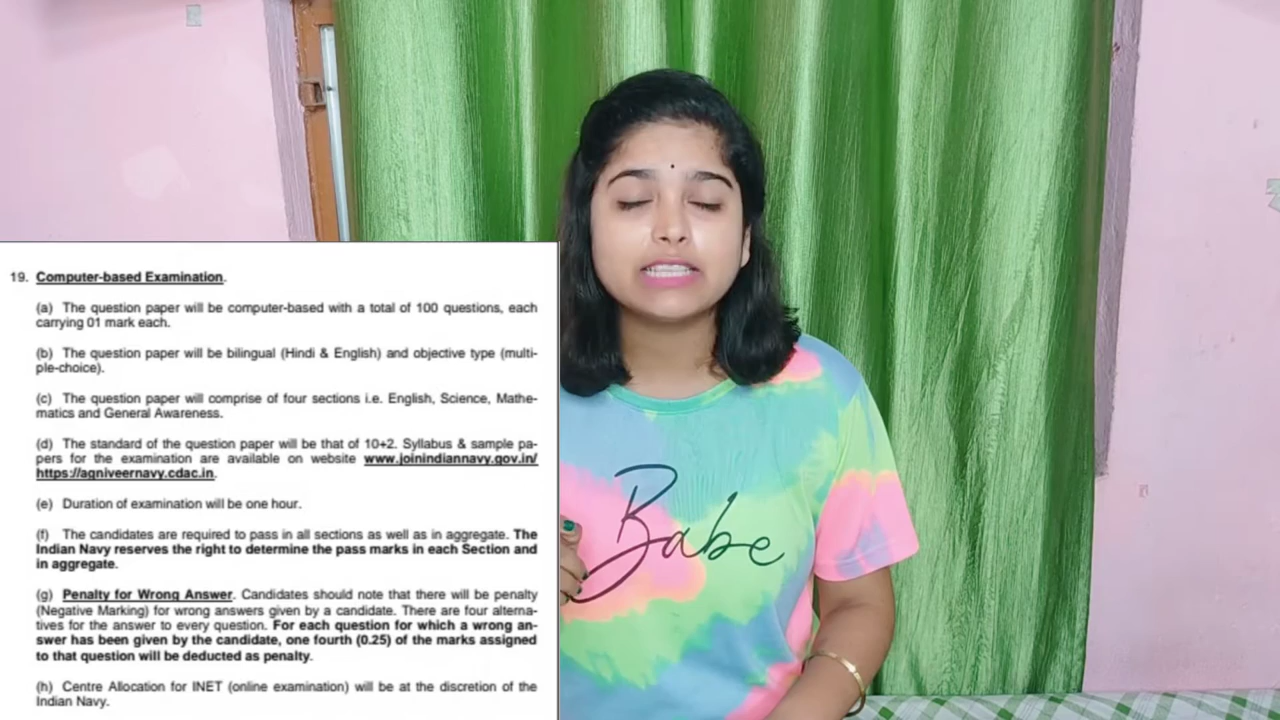 19. Computer-based Examination.
(a) The question paper will be computer-based with a total of 100 questions, each
carrying 01 mark each.
(b) The question paper will be bilingual (Hindi & English) and objective type (multi-
ple-choice).
(c) The question paper will comprise of four sections i.e. English, Science, Mathe-
matics and General Awareness.
(d) The standard of the question paper will be that of 10+2. Syllabus & sample pa-
pers for the examination are available on website www.joinindiannavy.gov.in/
https://agniveernavy.cdac.in.
(e) Duration of examination will be one hour.
(f) The candidates are required to pass in all sections as well as in aggregate. The
Indian Navy reserves the right to determine the pass marks in each Section and
in aggregate.
(g) Penalty for Wrong Answer. Candidates should note that there will be penalty
(Negative Marking) for wrong answers given by a candidate. There are four alterna-
tives for the answer to every question. For each question for which a wrong an-
swer has been given by the candidate, one fourth (0.25) of the marks assigned
to that question will be deducted as penalty.
(h) Centre Allocation for INET (online examination) will be at the discretion of the
Indian Navy.
Babe